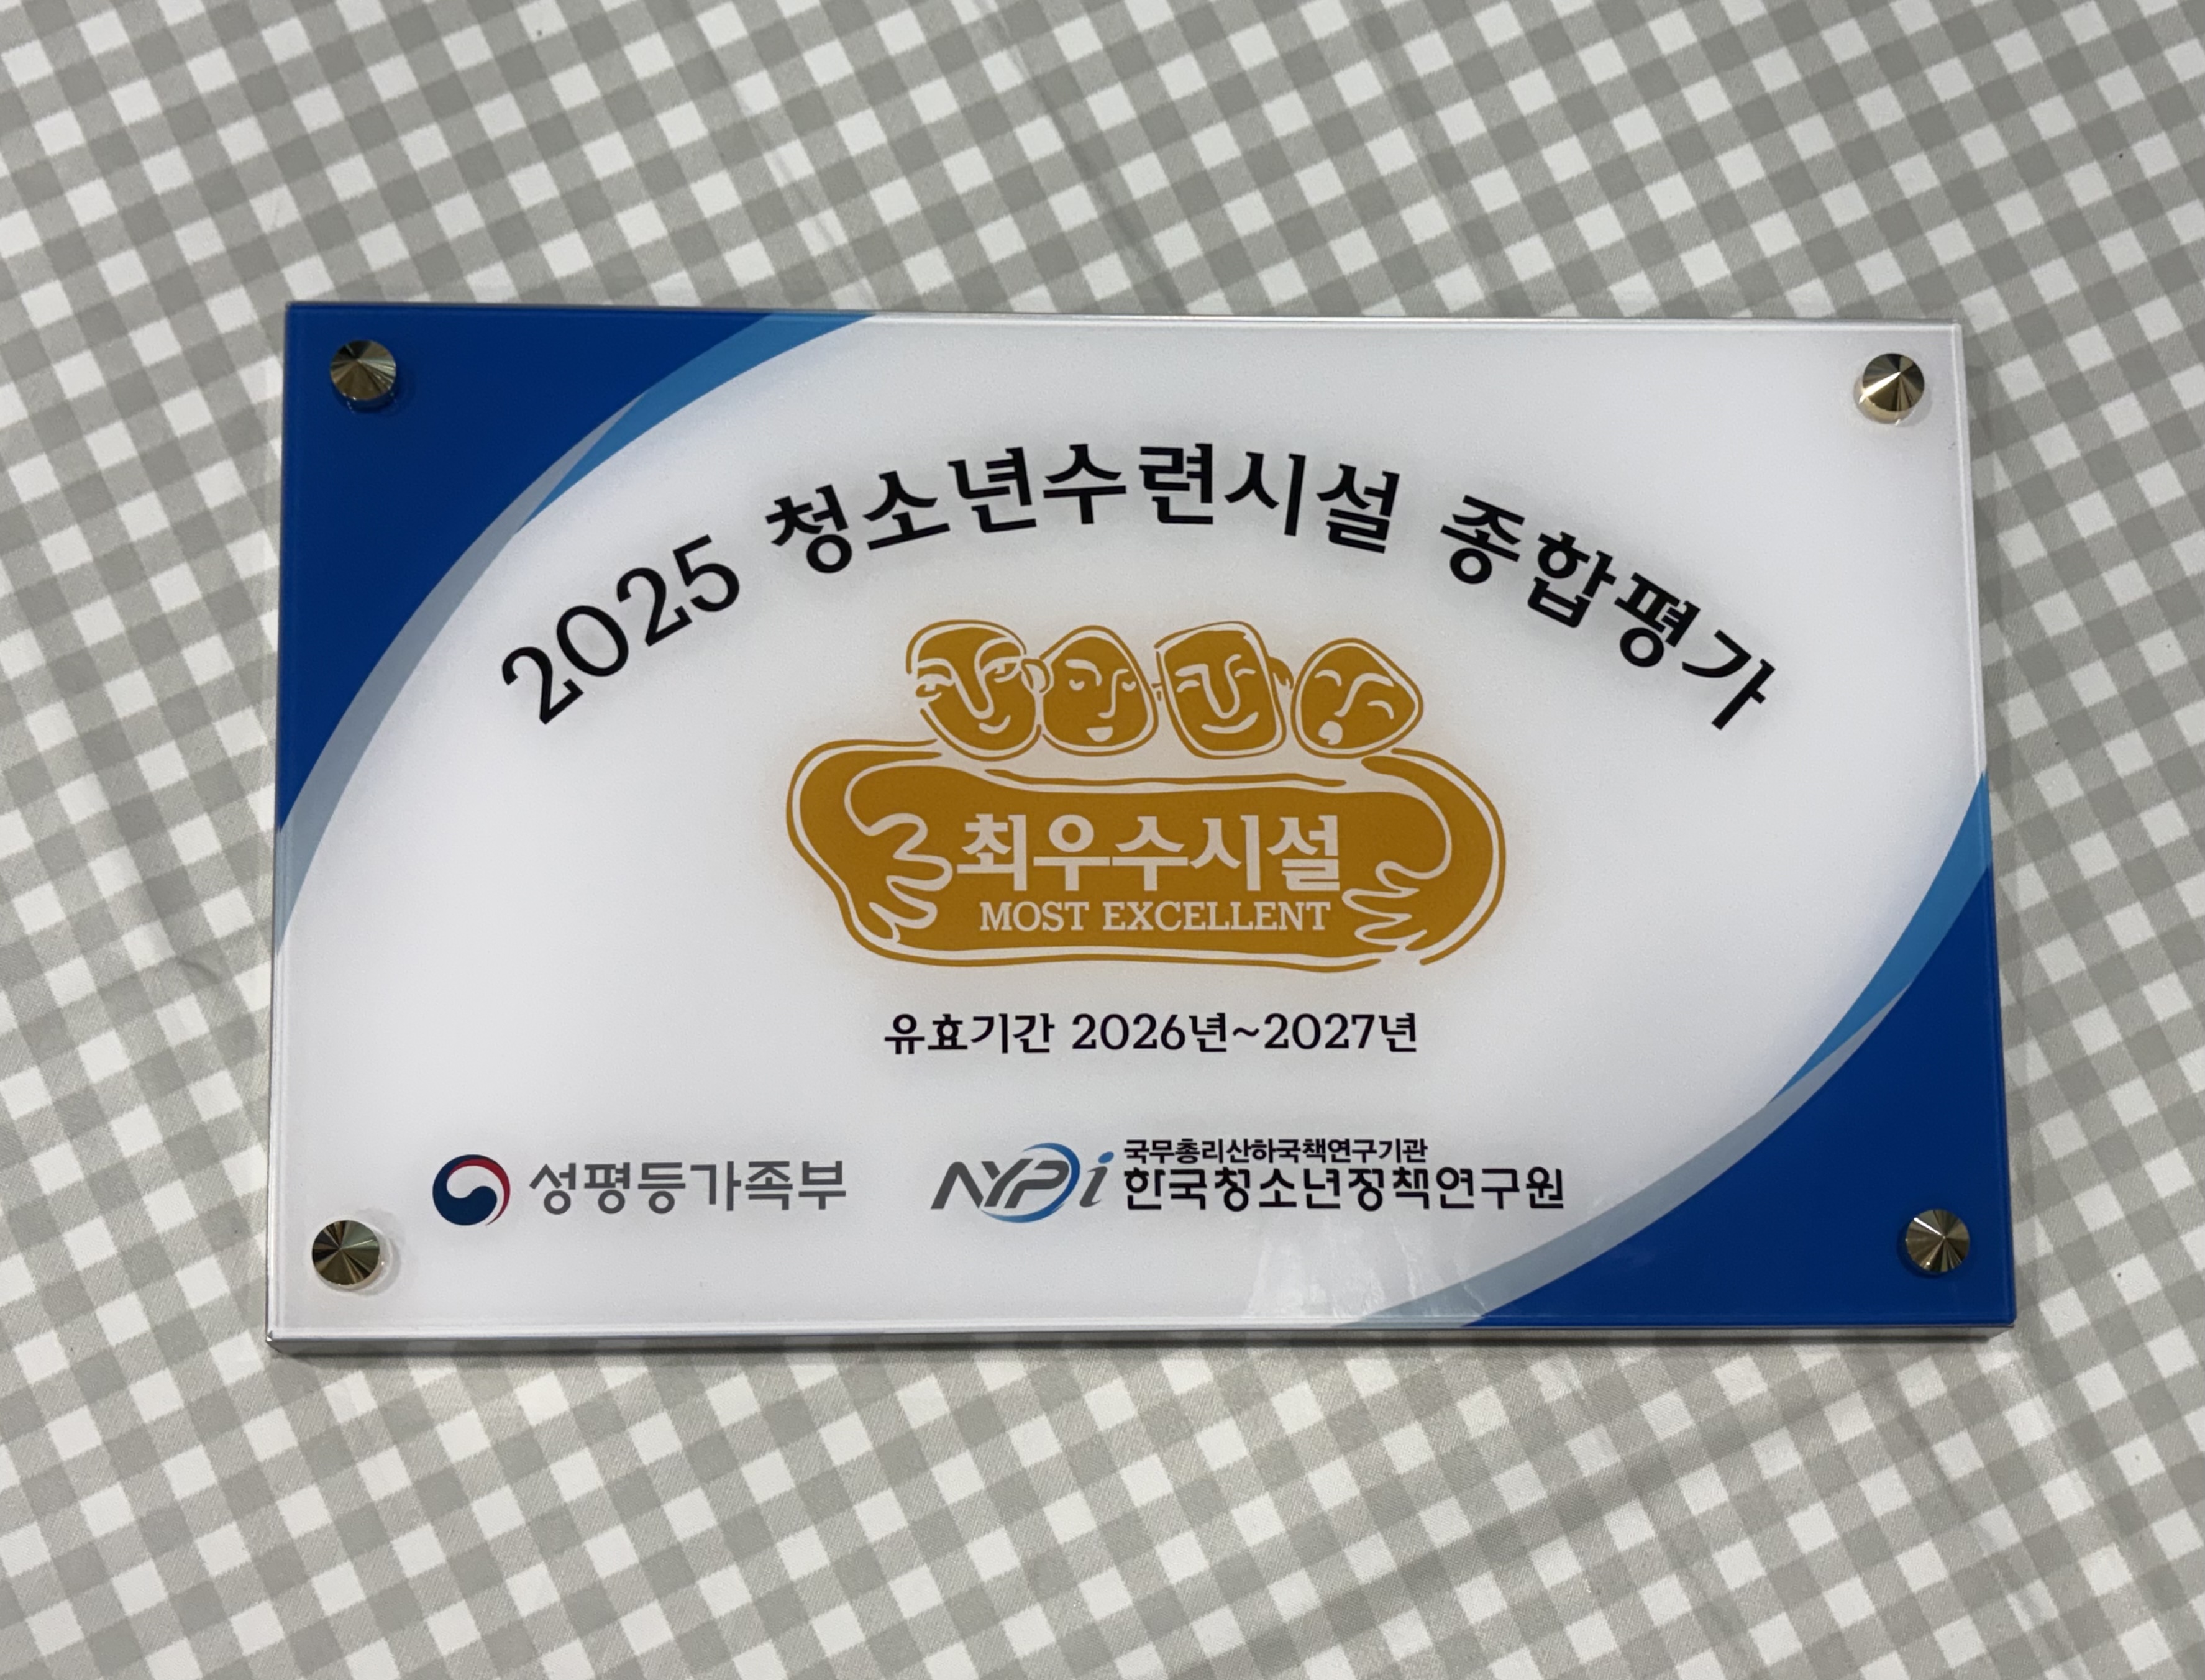 2025 청소년수련시설 종합평가
최우수시설
MOST EXCELLENT
유효기간 2026년~2027년
성평등가족부
NYPi
국무총리산하국책연구기관
한국청소년정책연구원